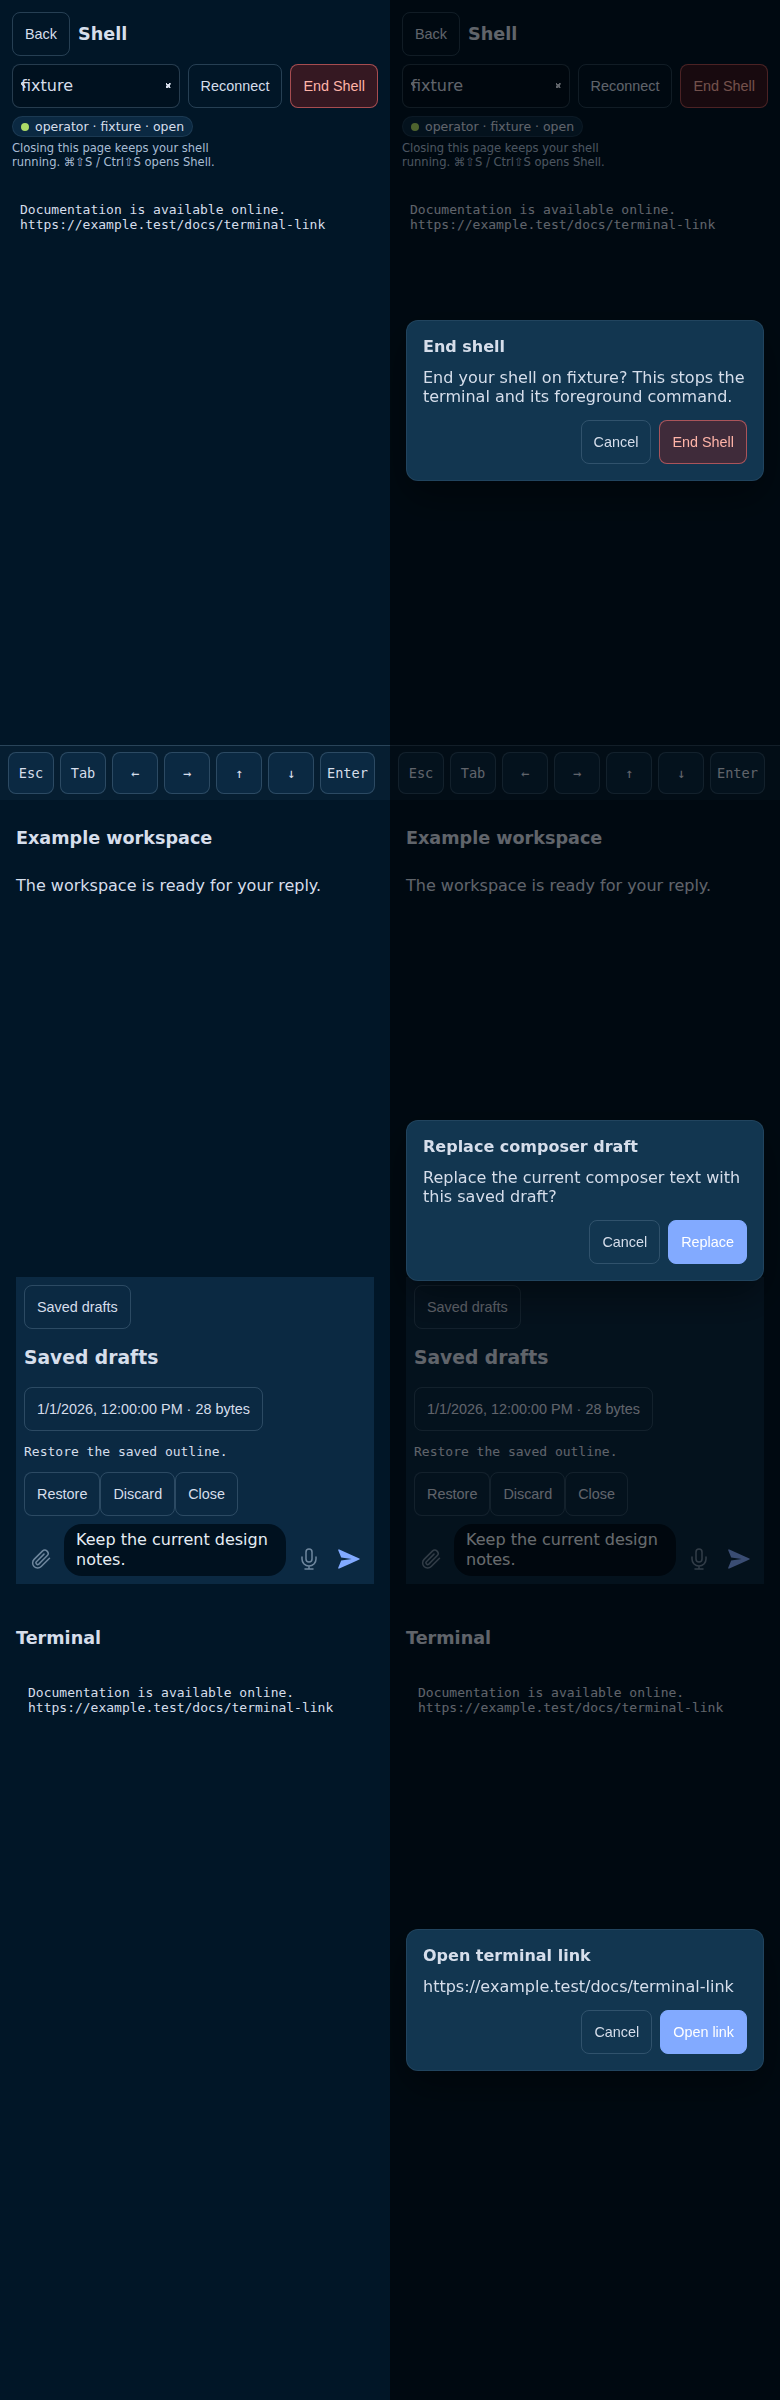 Back Shell
fixture Reconnect End Shell
operator · fixture · open
Closing this page keeps your shell
running. ⌘⇧S / Ctrl⇧S opens Shell.
Documentation is available online.
https://example.test/docs/terminal-link
Esc Tab ← → ↑ ↓ Enter
Back Shell
fixture Reconnect End Shell
operator · fixture · open
Closing this page keeps your shell
running. ⌘⇧S / Ctrl⇧S opens Shell.
Documentation is available online.
https://example.test/docs/terminal-link
End shell
End your shell on fixture? This stops the
terminal and its foreground command.
Cancel End Shell
Esc Tab ← → ↑ ↓ Enter
Example workspace
The workspace is ready for your reply.
Saved drafts
Saved drafts
1/1/2026, 12:00:00 PM · 28 bytes
Restore the saved outline.
Restore Discard Close
Keep the current design
notes.
Example workspace
The workspace is ready for your reply.
Replace composer draft
Replace the current composer text with
this saved draft?
Cancel Replace
Saved drafts
Saved drafts
1/1/2026, 12:00:00 PM · 28 bytes
Restore the saved outline.
Restore Discard Close
Keep the current design
notes.
Terminal
Documentation is available online.
https://example.test/docs/terminal-link
Terminal
Documentation is available online.
https://example.test/docs/terminal-link
Open terminal link
https://example.test/docs/terminal-link
Cancel Open link